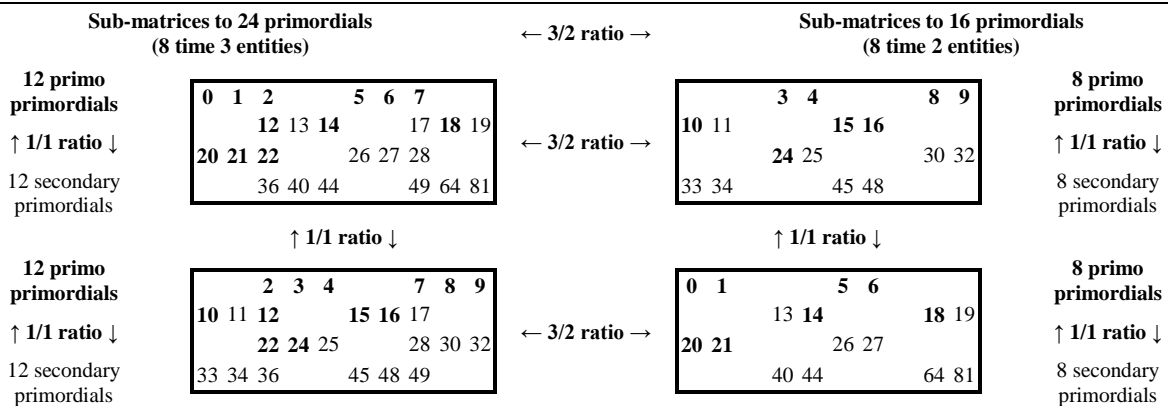 Sub-matrices to 24 primordials
(8 time 3 entities)
← 3/2 ratio →
Sub-matrices to 16 primordials
(8 time 2 entities)
12 primo
primordials
↑ 1/1 ratio ↓
12 secondary
primordials
0 1 2 5 6 7
12 13 14 17 18 19
20 21 22 26 27 28
36 40 44 49 64 81
← 3/2 ratio →
3 4 8 9
10 11 15 16
24 25 30 32
33 34 45 48
8 primo
primordials
↑ 1/1 ratio ↓
8 secondary
primordials
↑ 1/1 ratio ↓
↑ 1/1 ratio ↓
12 primo
primordials
↑ 1/1 ratio ↓
12 secondary
primordials
2 3 4 7 8 9
10 11 12 15 16 17
22 24 25 28 30 32
33 34 36 45 48 49
← 3/2 ratio →
0 1 5 6
13 14 18 19
20 21 26 27
40 44 64 81
8 primo
primordials
↑ 1/1 ratio ↓
8 secondary
primordials